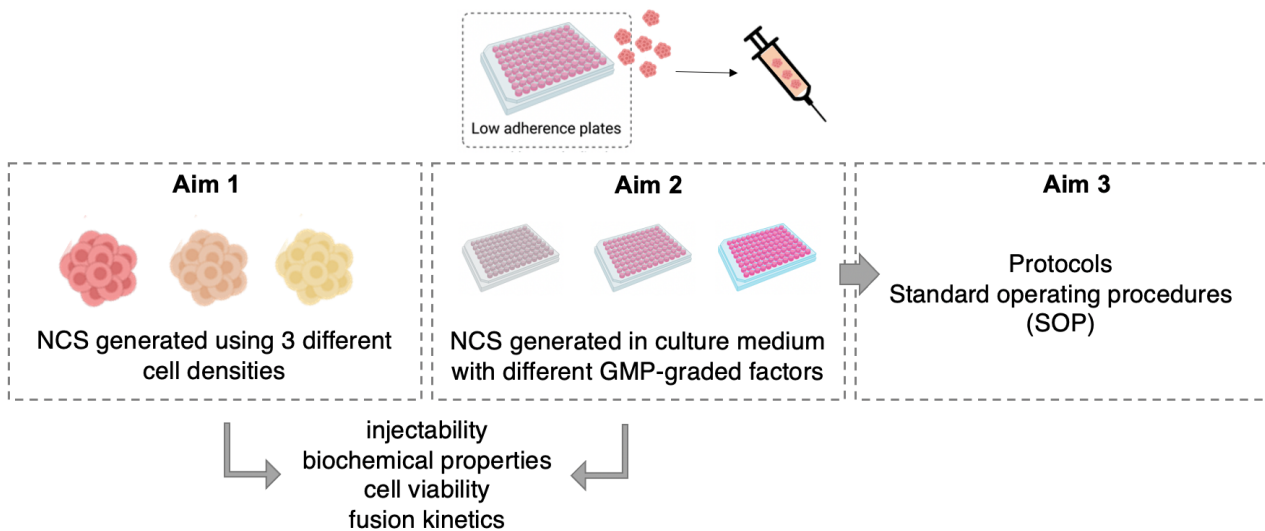 Low adherence plates
Aim 1
NCS generated using 3 different
cell densities
Aim 2
NCS generated in culture medium
with different GMP-graded factors
Aim 3
Protocols
Standard operating procedures
(SOP)
injectability
biochemical properties
cell viability
fusion kinetics